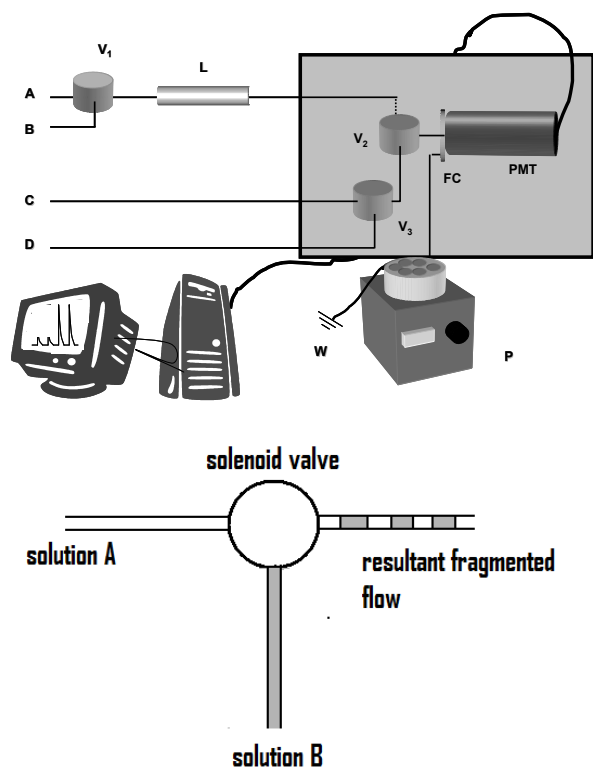 V1
L
A
B
V2
PMT
FC
C
V3
D
W
P
solenoid valve
solution A
resultant fragmented
flow
solution B